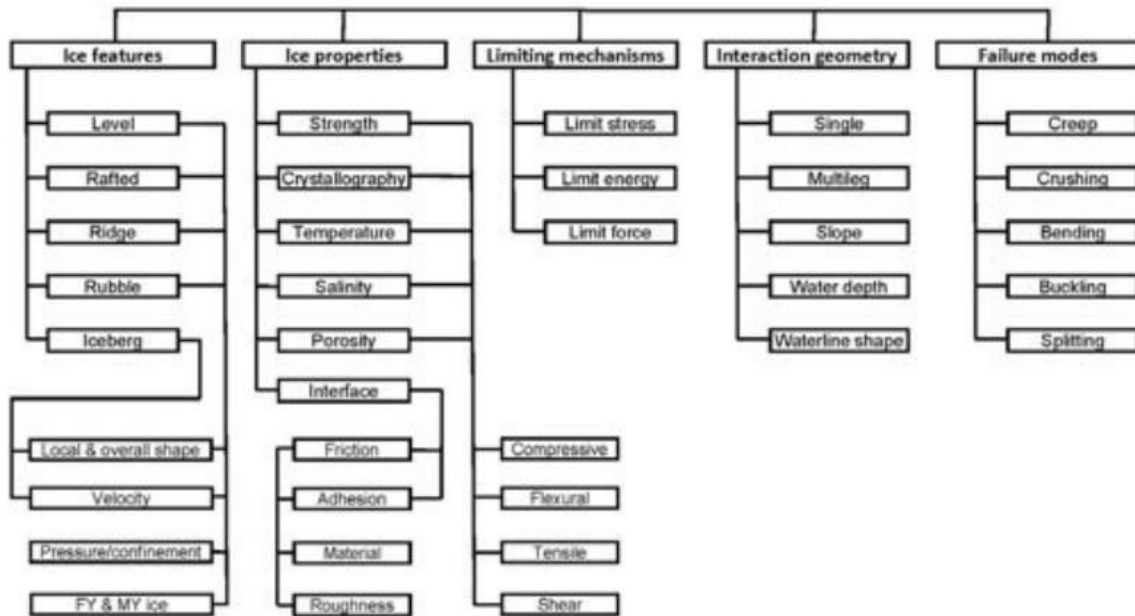 Ice features
Ice properties
Limiting mechanisms
Interaction geometry
Failure modes
Level
Rafted
Ridge
Rubble
Iceberg
Local & overall shape
Velocity
Pressure/confinement
FY & MY ice
Strength
Crystallography
Temperature
Salinity
Porosity
Interface
Friction
Adhesion
Material
Roughness
Compressive
Flexural
Tensile
Shear
Limit stress
Limit energy
Limit force
Single
Multileg
Slope
Water depth
Waterline shape
Creep
Crushing
Bending
Buckling
Splitting